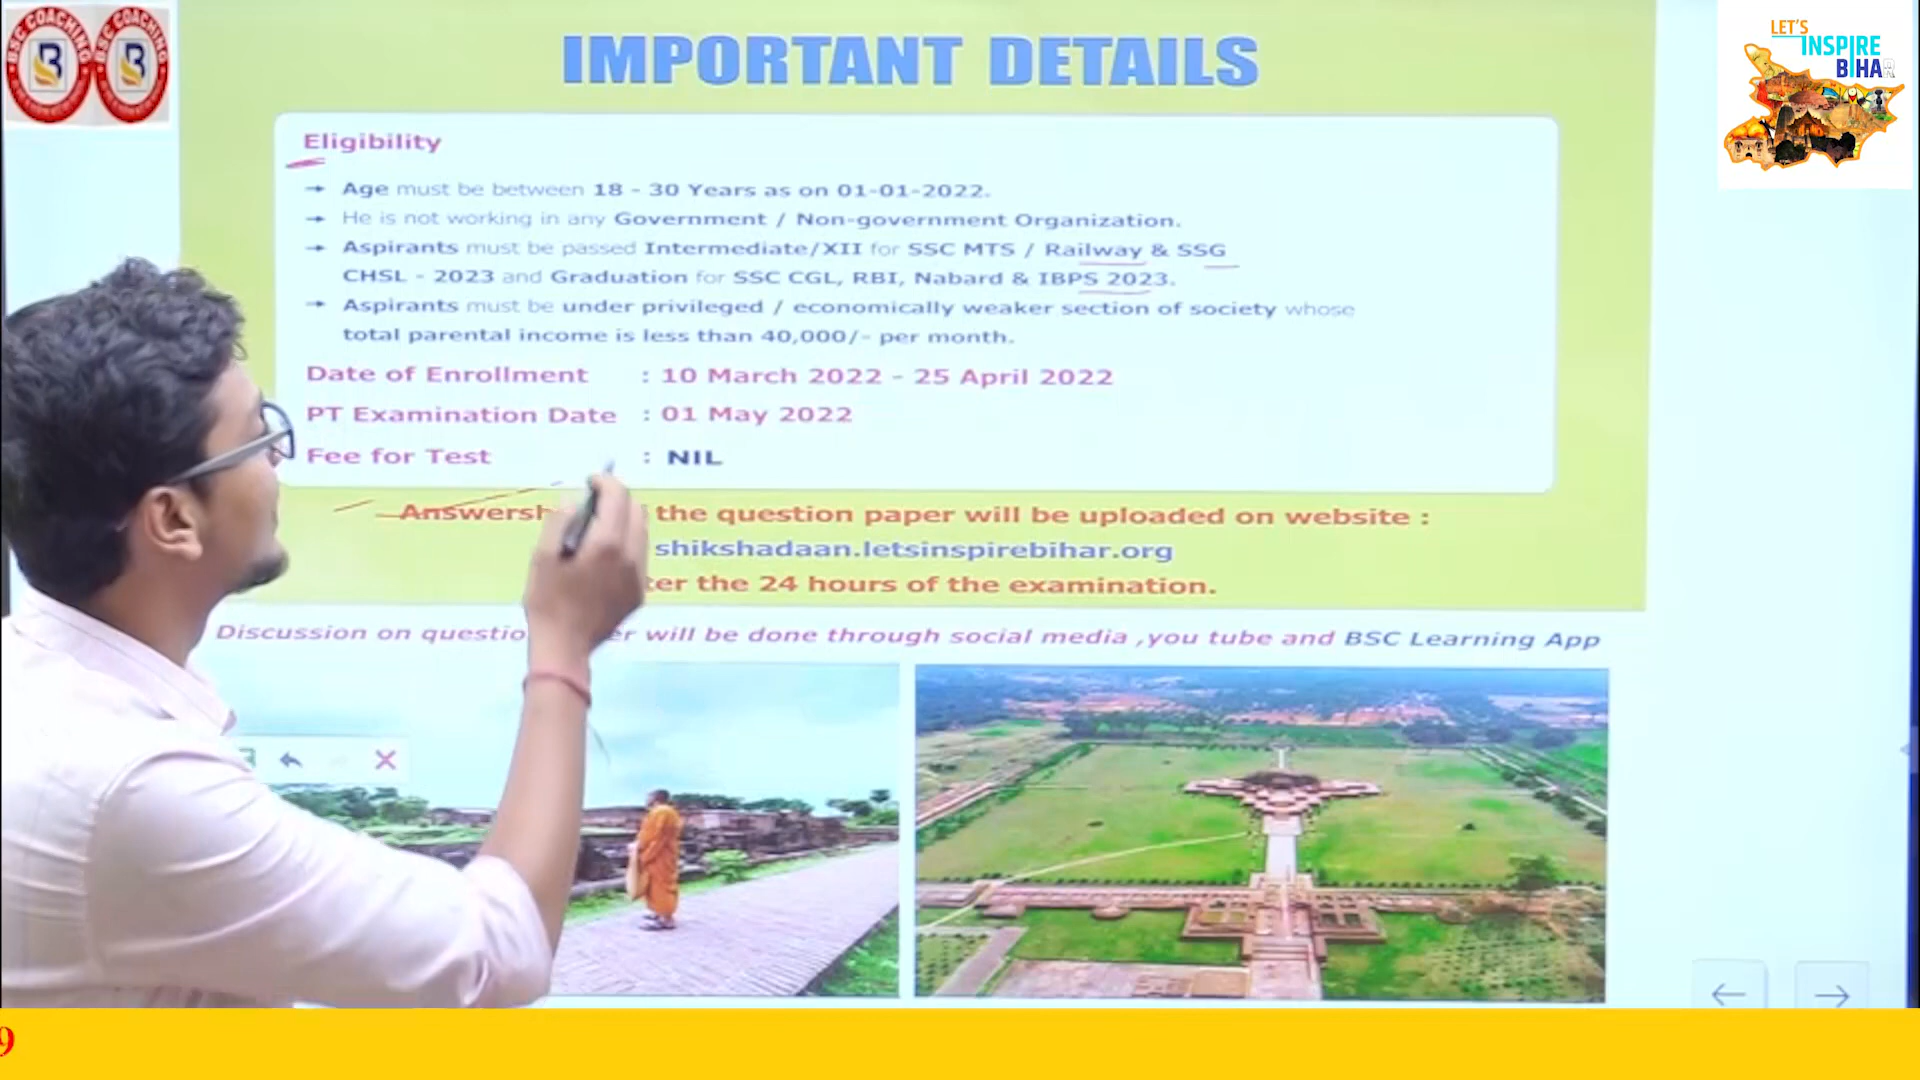 BSC COACHING
BSC COACHING
B
B
LET'S
INSPIRE
BIHAR
IMPORTANT DETAILS
Eligibility
→ Age must be between 18 - 30 Years as on 01-01-2022.
→ He is not working in any Government / Non-government Organization.
→ Aspirants must be passed Intermediate/XII for SSC MTS / Railway & SSG
CHSL - 2023 and Graduation for SSC CGL, RBI, Nabard & IBPS 2023.
→ Aspirants must be under privileged / economically weaker section of society whose
total parental income is less than 40,000/- per month.
Date of Enrollment : 10 March 2022 - 25 April 2022
PT Examination Date : 01 May 2022
Fee for Test : NIL
the question paper will be uploaded on website :
shikshadaan.letsinspirebihar.org
the 24 hours of the examination.
Discussion on will be done through social media ,you tube and BSC Learning App
9